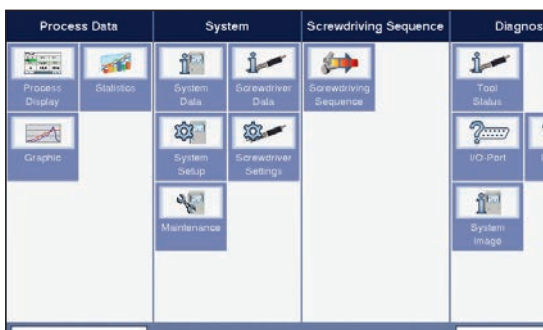 Process Data
System
Screwdriving Sequence
Diagnos
Process
Display
Statistics
System
Data
Screwdriver
Data
Screwdriving
Sequence
Tool
Status
Graphic
System
Setup
Screwdriver
Settings
I/O-Port
Maintenance
System
Image